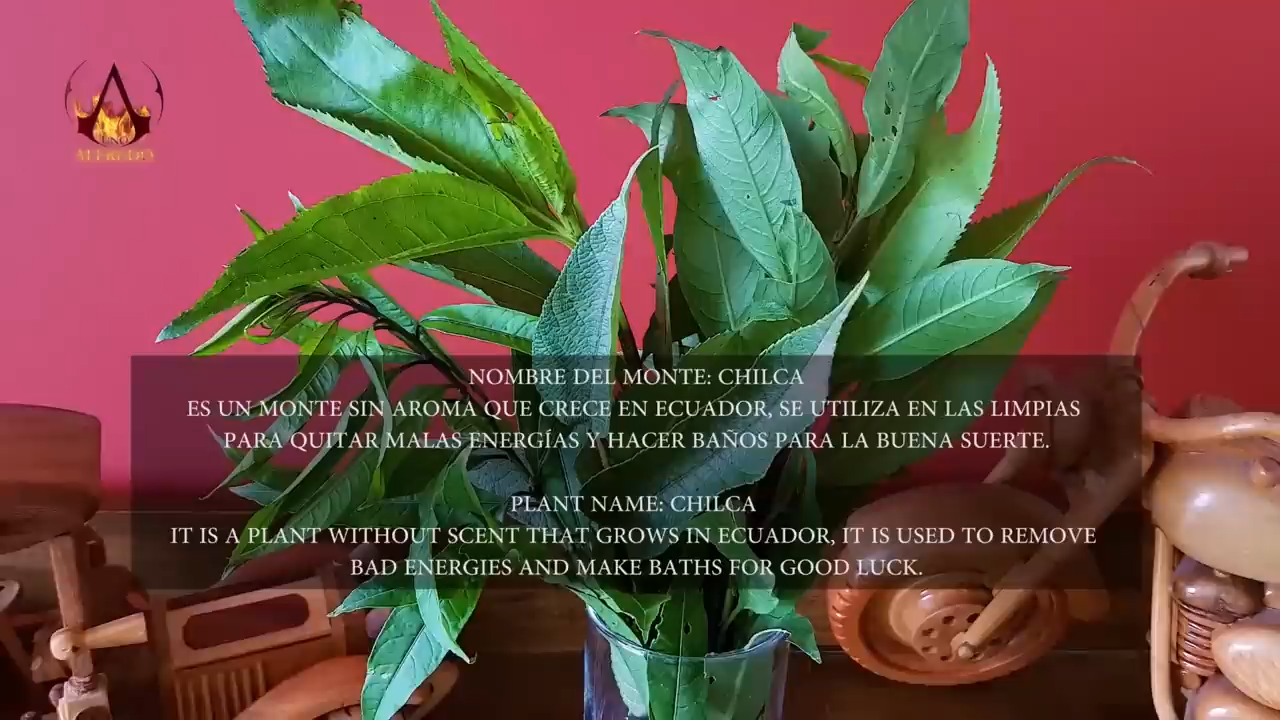 UNO
ALFREDO
NOMBRE DEL MONTE: CHILCA
ES UN MONTE SIN AROMA QUE CRECE EN ECUADOR, SE UTILIZA EN LAS LIMPIAS
PARA QUITAR MALAS ENERGÍAS Y HACER BAÑOS PARA LA BUENA SUERTE.
PLANT NAME: CHILCA
IT IS A PLANT WITHOUT SCENT THAT GROWS IN ECUADOR, IT IS USED TO REMOVE
BAD ENERGIES AND MAKE BATHS FOR GOOD LUCK.